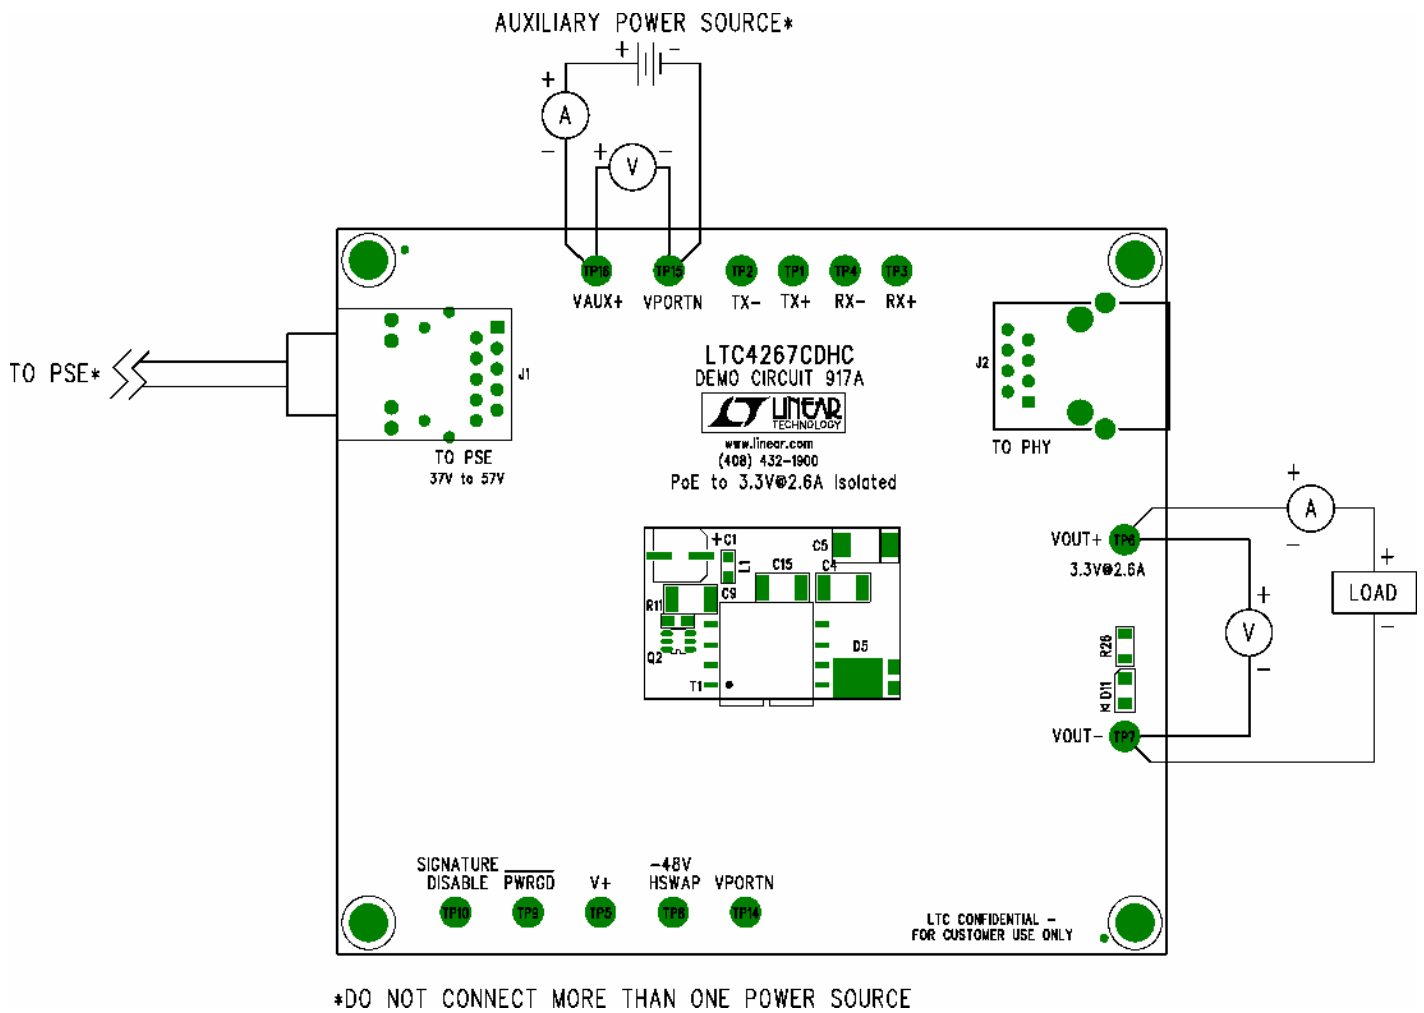 AUXILIARY POWER SOURCE*
+ -
+
A
-
+ V -
TP16 TP15 TP2 TP1 TP4 TP3
VAUX+ VPORTN TX- TX+ RX- RX+
TO PSE*
J1
TO PSE
37V to 57V
LTC4267CDHC
DEMO CIRCUIT 917A
LINEAR
TECHNOLOGY
www.linear.com
(408) 432-1900
PoE to 3.3V@2.6A Isolated
J2
TO PHY
+
A
-
VOUT+ TP6
3.3V@2.6A
+
LOAD
-
+
V
-
+ C1
L1
C5
C15
C4
R11
C9
Q2
T1
D5
R26
K D11
VOUT- TP7
SIGNATURE
DISABLE
PWRGD
V+
-48V
HSWAP
VPORTN
TP10 TP9 TP5 TP8 TP14
LTC CONFIDENTIAL -
FOR CUSTOMER USE ONLY
*DO NOT CONNECT MORE THAN ONE POWER SOURCE